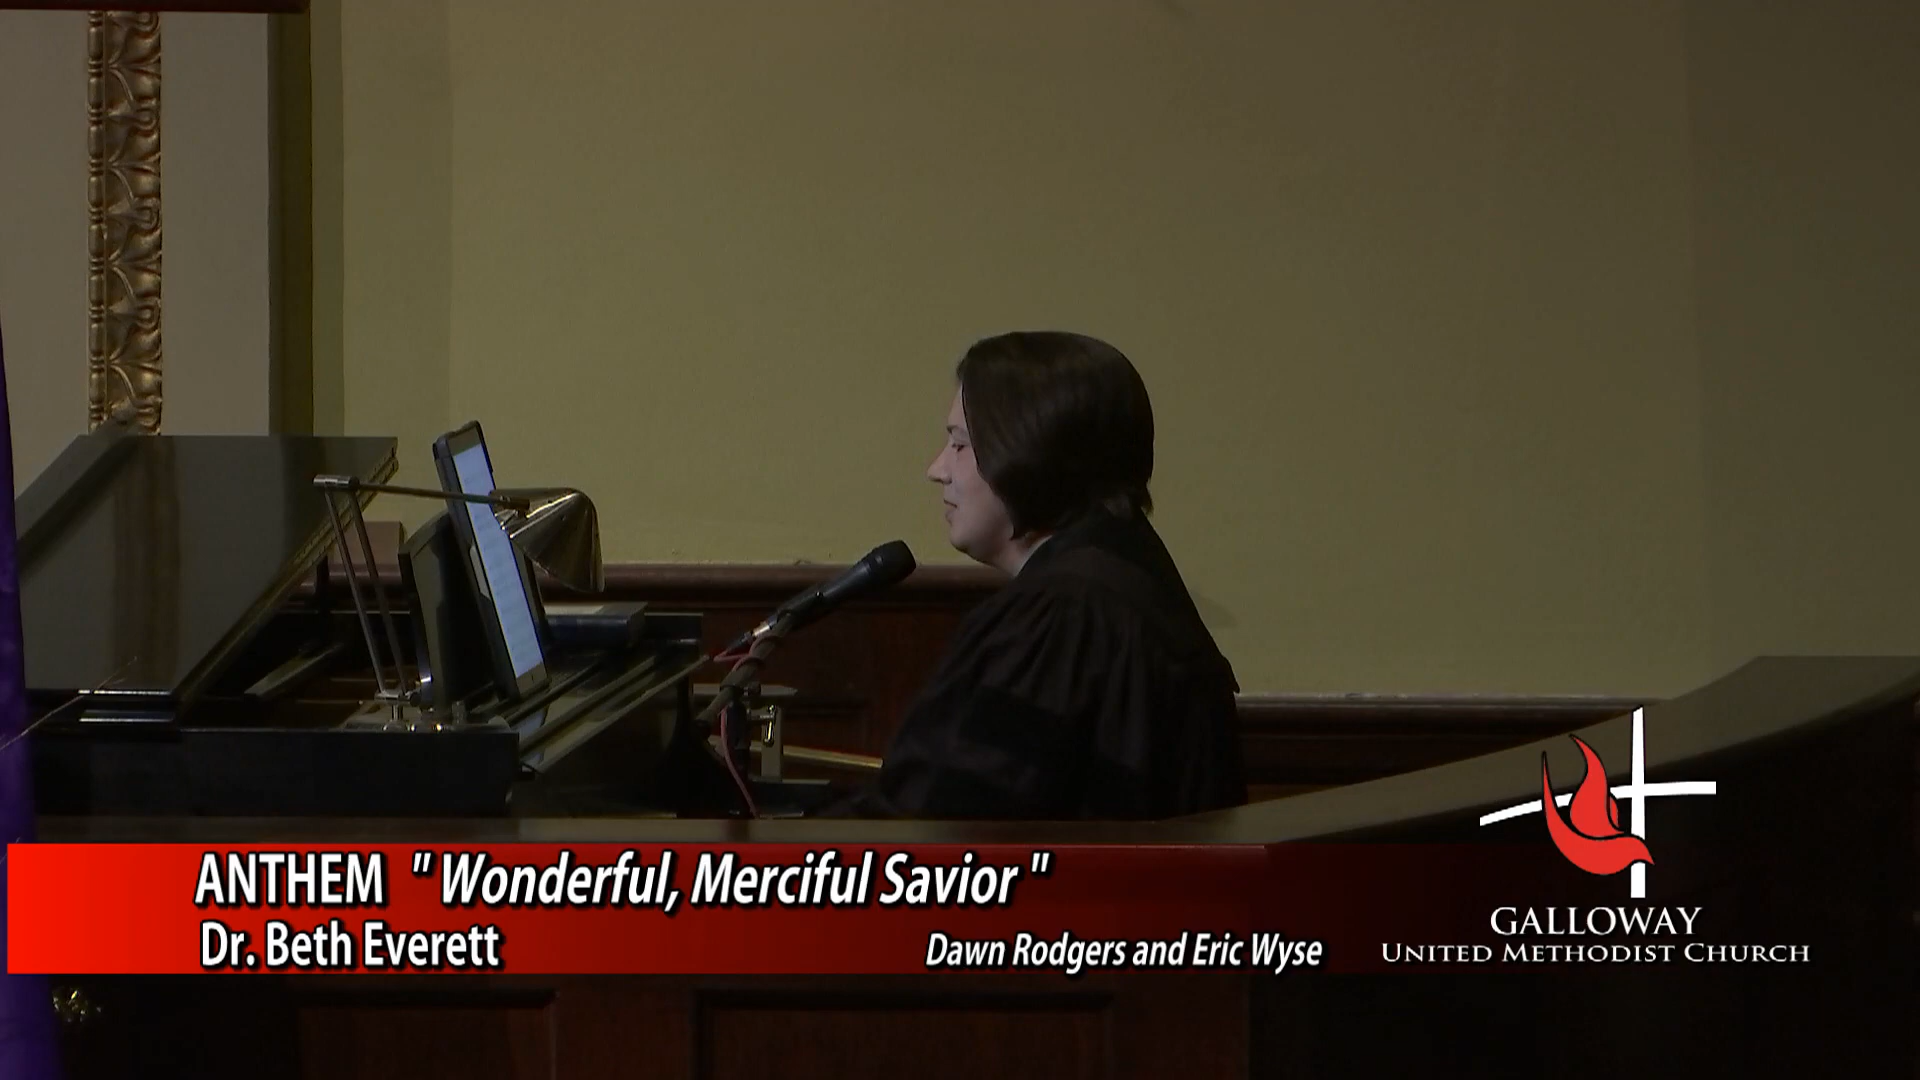 ANTHEM " Wonderful, Merciful Savior "
Dr. Beth Everett
Dawn Rodgers and Eric Wyse
GALLOWAY
UNITED METHODIST CHURCH